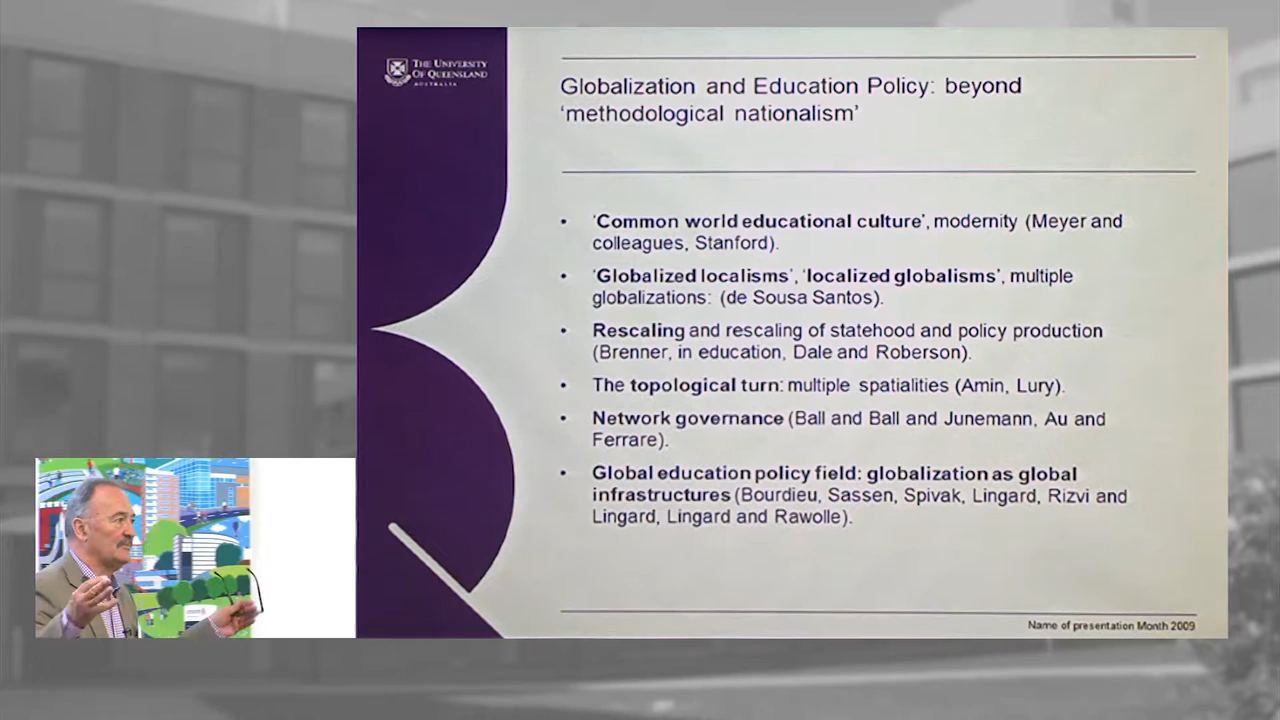 THE UNIVERSITY
OF QUEENSLAND
AUSTRALIA
Globalization and Education Policy: beyond
‘methodological nationalism’
• ‘Common world educational culture’, modernity (Meyer and
colleagues, Stanford).
• ‘Globalized localisms’, ‘localized globalisms’, multiple
globalizations: (de Sousa Santos).
• Rescaling and rescaling of statehood and policy production
(Brenner, in education, Dale and Roberson).
• The topological turn: multiple spatialities (Amin, Lury).
• Network governance (Ball and Ball and Junemann, Au and
Ferrare).
• Global education policy field: globalization as global
infrastructures (Bourdieu, Sassen, Spivak, Lingard, Rizvi and
Lingard, Lingard and Rawolle).
Name of presentation Month 2009